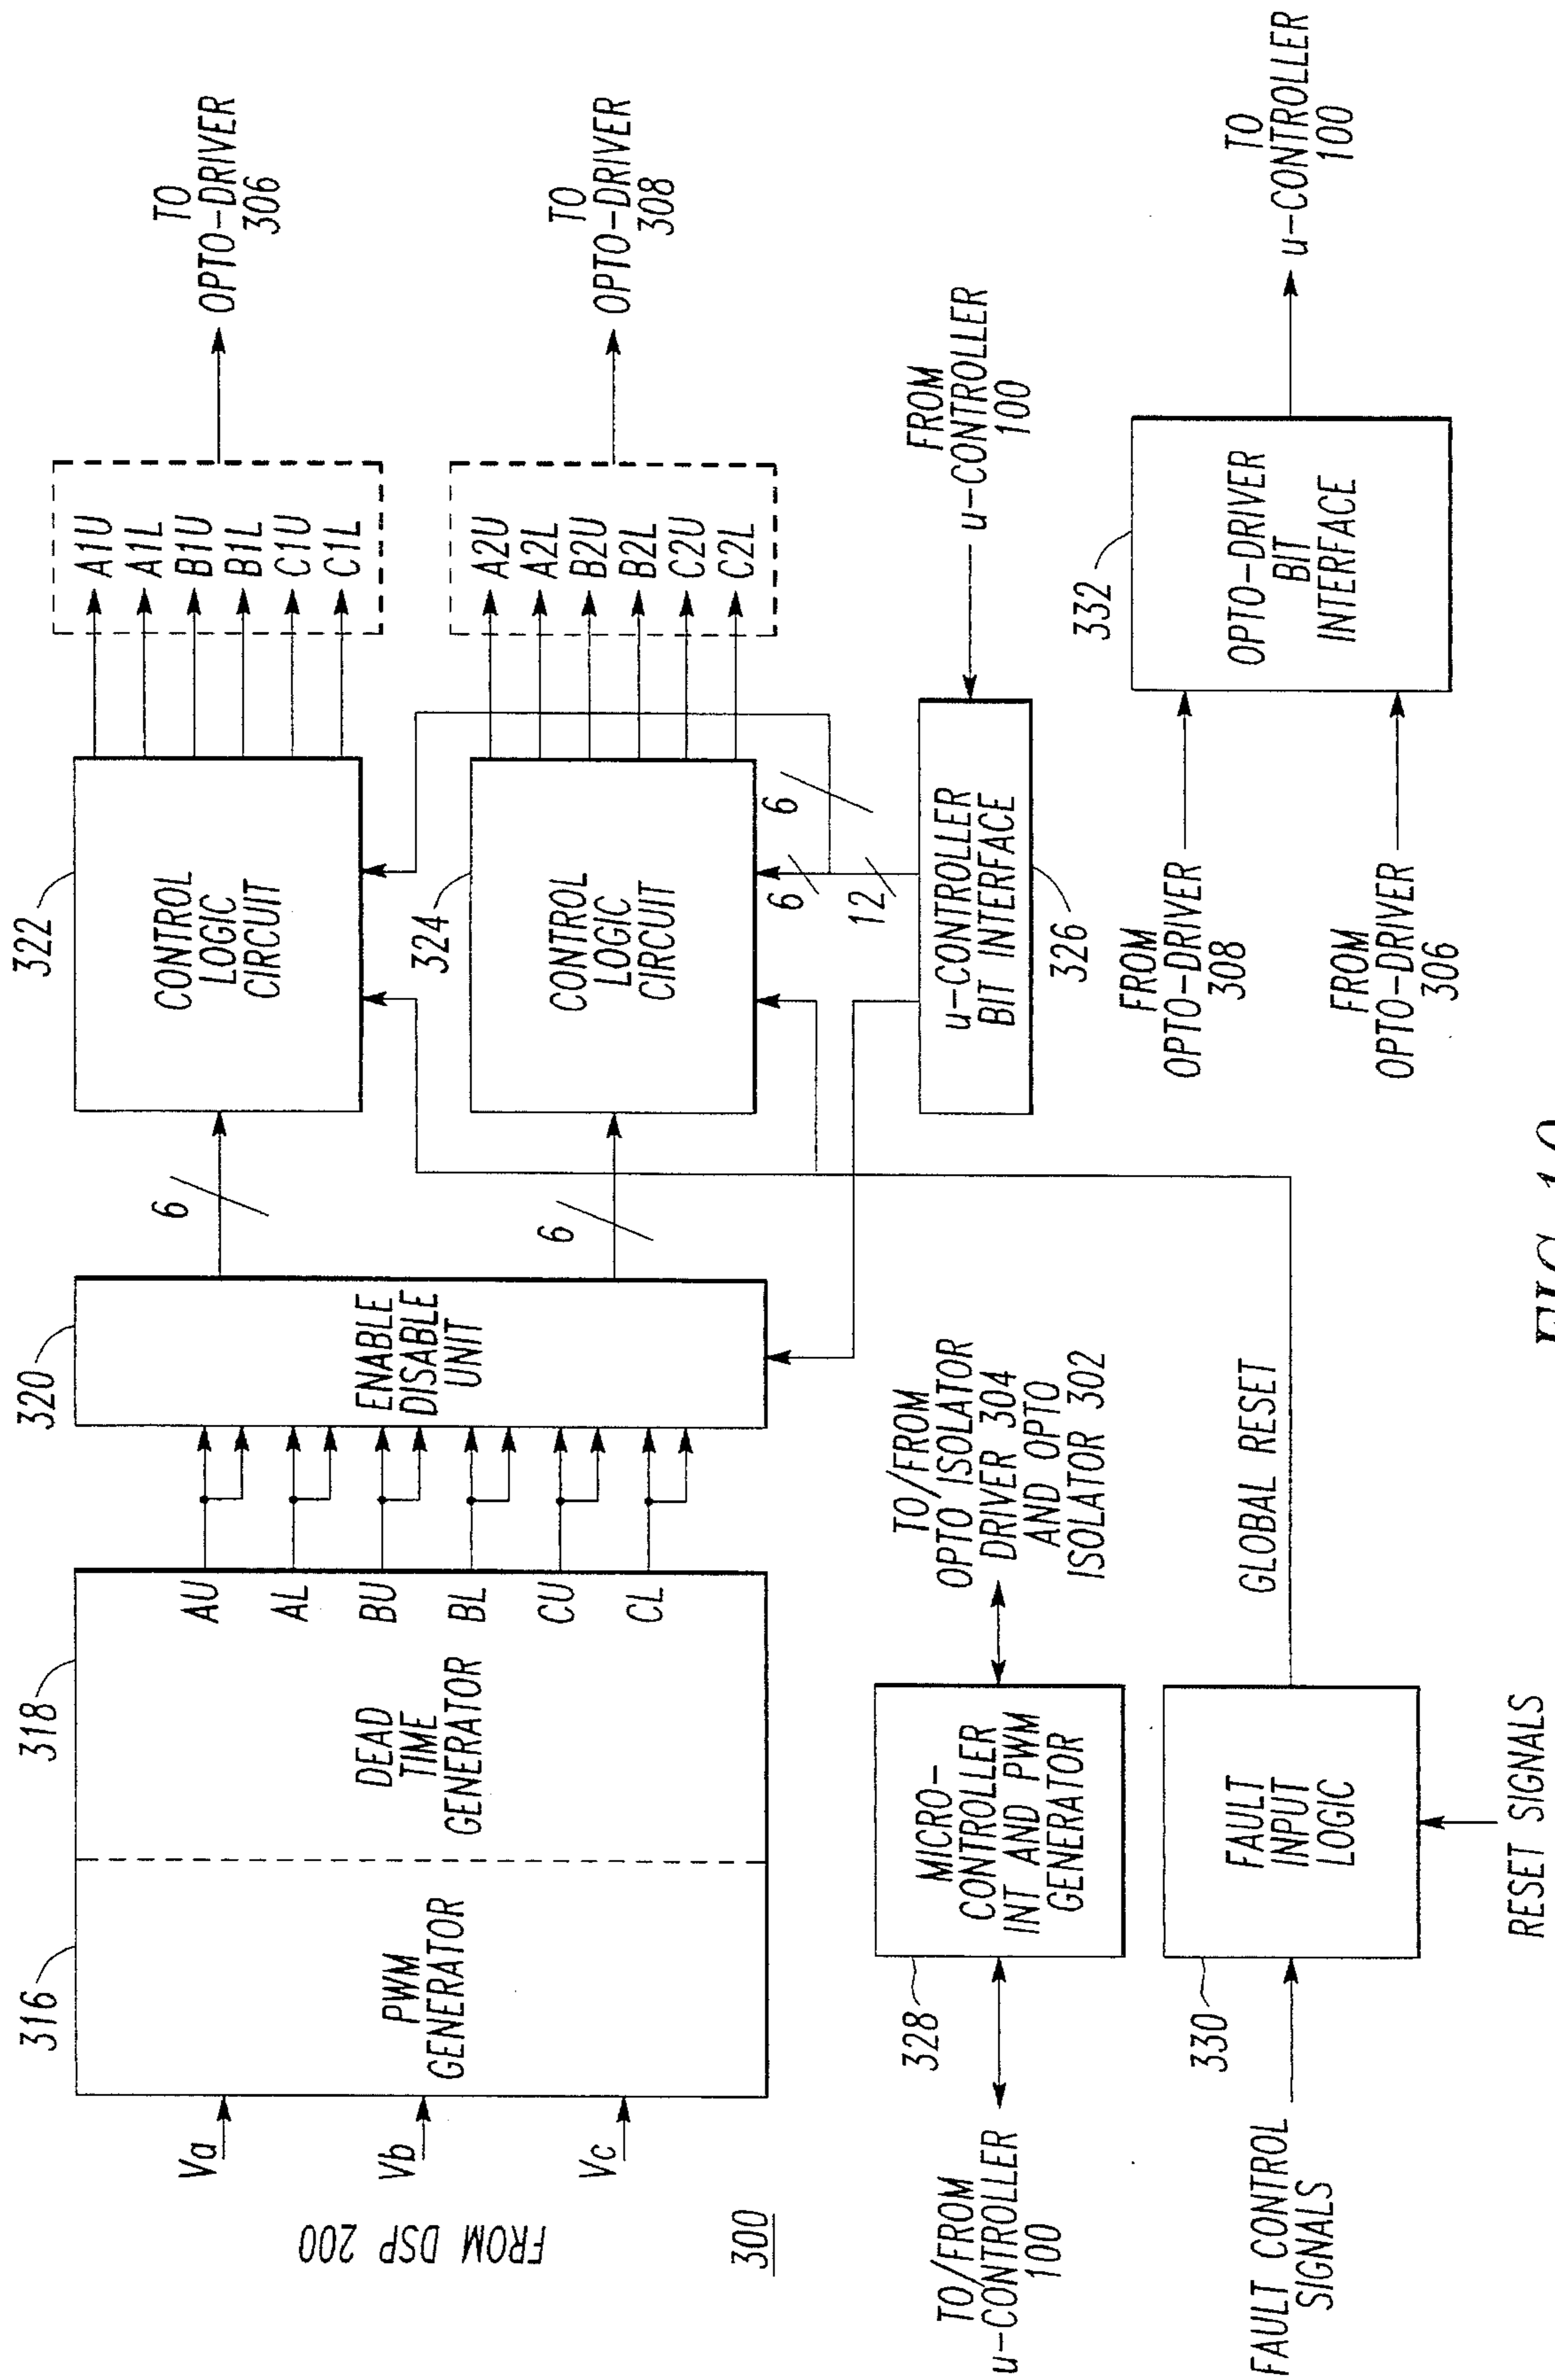 FROM DSP 200
300
Va
Vb
Vc
316
PWM
GENERATOR
318
DEAD
TIME
GENERATOR
AU
AL
BU
BL
CU
CL
320
ENABLE
DISABLE
UNIT
6
6
322
CONTROL
LOGIC
CIRCUIT
324
CONTROL
LOGIC
CIRCUIT
A1U
A1L
B1U
B1L
C1U
C1L
TO
OPTO-DRIVER
306
A2U
A2L
B2U
B2L
C2U
C2L
TO
OPTO-DRIVER
308
6
6
12
u-CONTROLLER
BIT INTERFACE
326
FROM
u-CONTROLLER
100
TO/FROM
u-CONTROLLER
100
328
MICRO-
CONTROLLER
INT AND PWM
GENERATOR
TO/FROM
OPTO ISOLATOR
DRIVER 304
AND OPTO
ISOLATOR 302
FAULT CONTROL
SIGNALS
330
FAULT
INPUT
LOGIC
RESET SIGNALS
GLOBAL RESET
FROM
OPTO-DRIVER
308
FROM
OPTO-DRIVER
306
332
OPTO-DRIVER
BIT
INTERFACE
TO
u-CONTROLLER
100